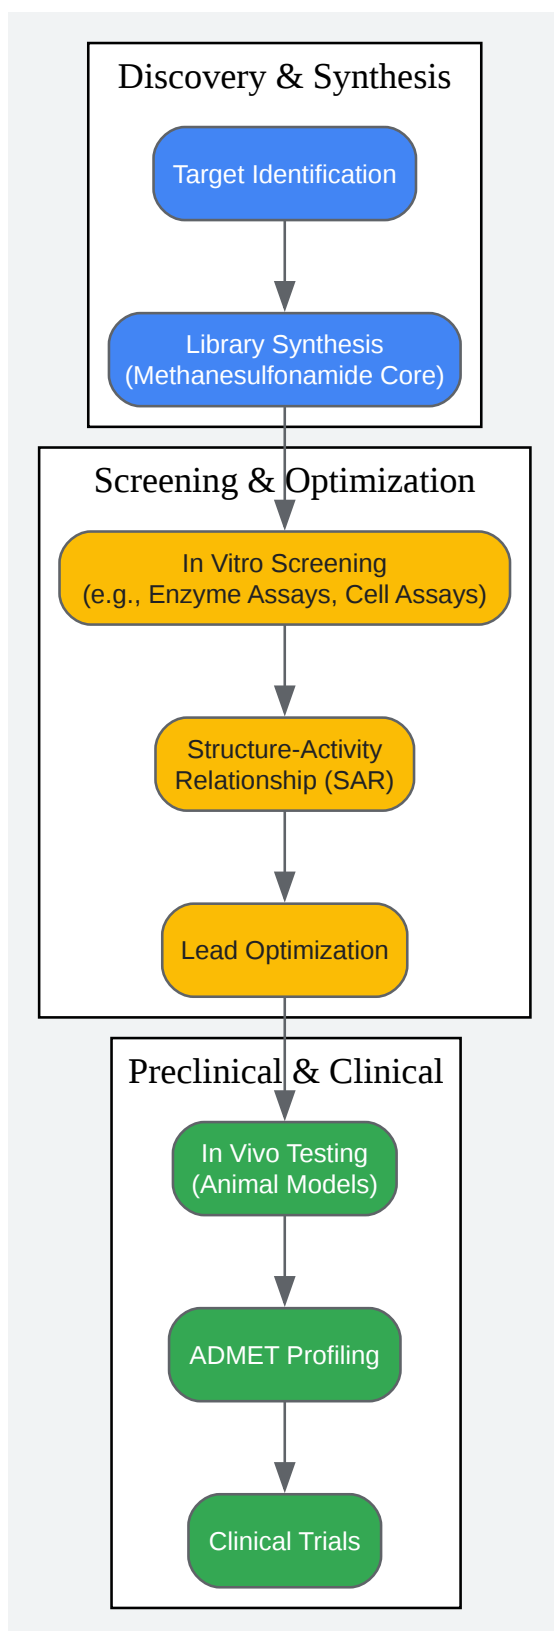 Discovery & Synthesis
Target Identification
Library Synthesis
(Methanesulfonamide Core)
Screening & Optimization
In Vitro Screening
(e.g., Enzyme Assays, Cell Assays)
Structure-Activity
Relationship (SAR)
Lead Optimization
Preclinical & Clinical
In Vivo Testing
(Animal Models)
ADMET Profiling
Clinical Trials